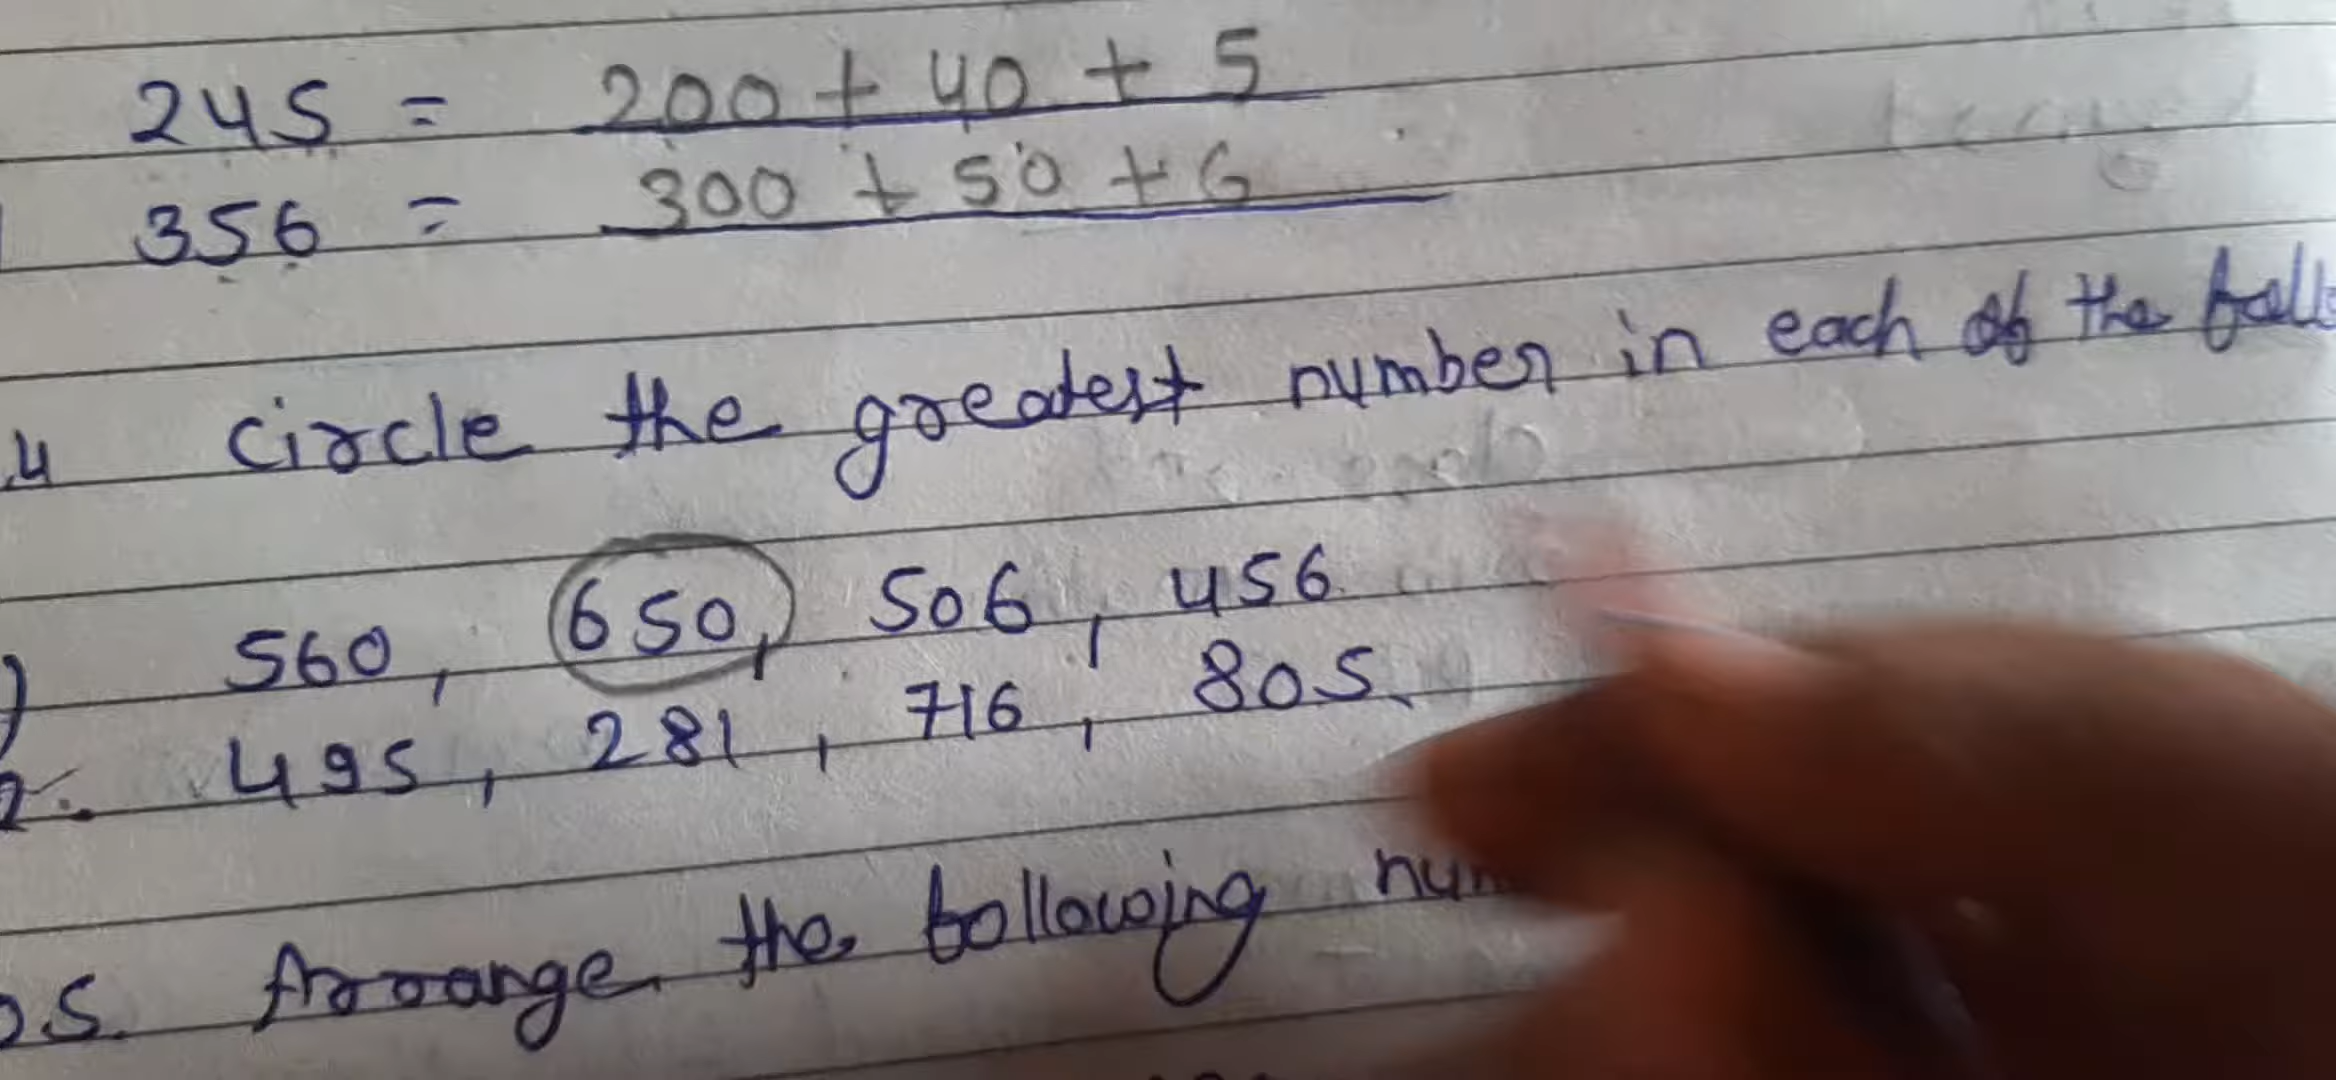 245 = 200 + 40 + 5
356 = 300 + 50 + 6
.4 Circle the greatest number in each of the
560, 650, 506, 456
2. 495, 281, 716, 805
5. Arrange the following